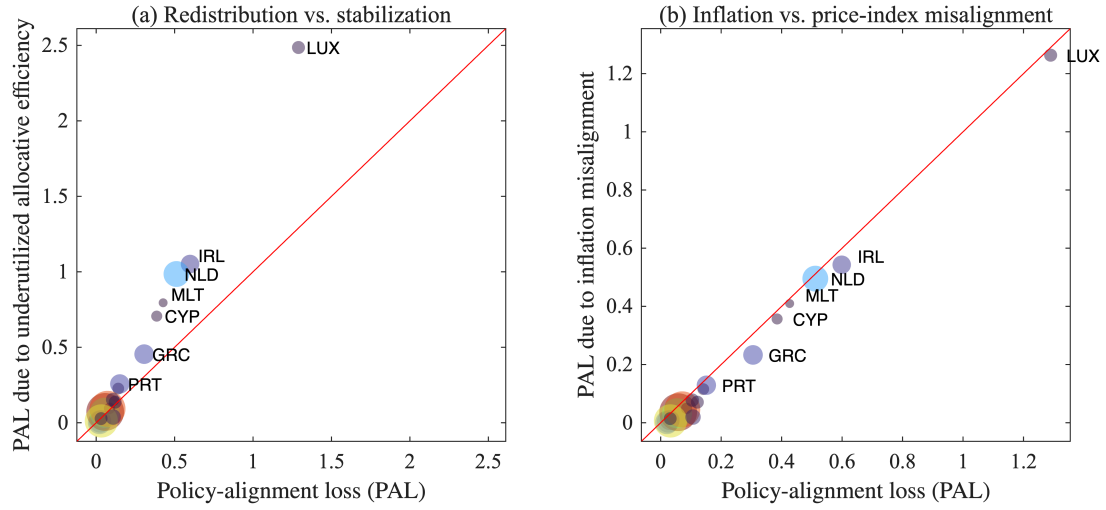 (a) Redistribution vs. stabilization
PAL due to underutilized allocative efficiency
2.5
2
1.5
1
0.5
0
LUX
IRL
NLD
MLT
CYP
GRC
PRT
0
0.5
1
1.5
2
2.5
Policy-alignment loss (PAL)
(b) Inflation vs. price-index misalignment
PAL due to inflation misalignment
1.2
1
0.8
0.6
0.4
0.2
0
LUX
IRL
NLD
MLT
CYP
GRC
PRT
0
0.2
0.4
0.6
0.8
1
1.2
Policy-alignment loss (PAL)